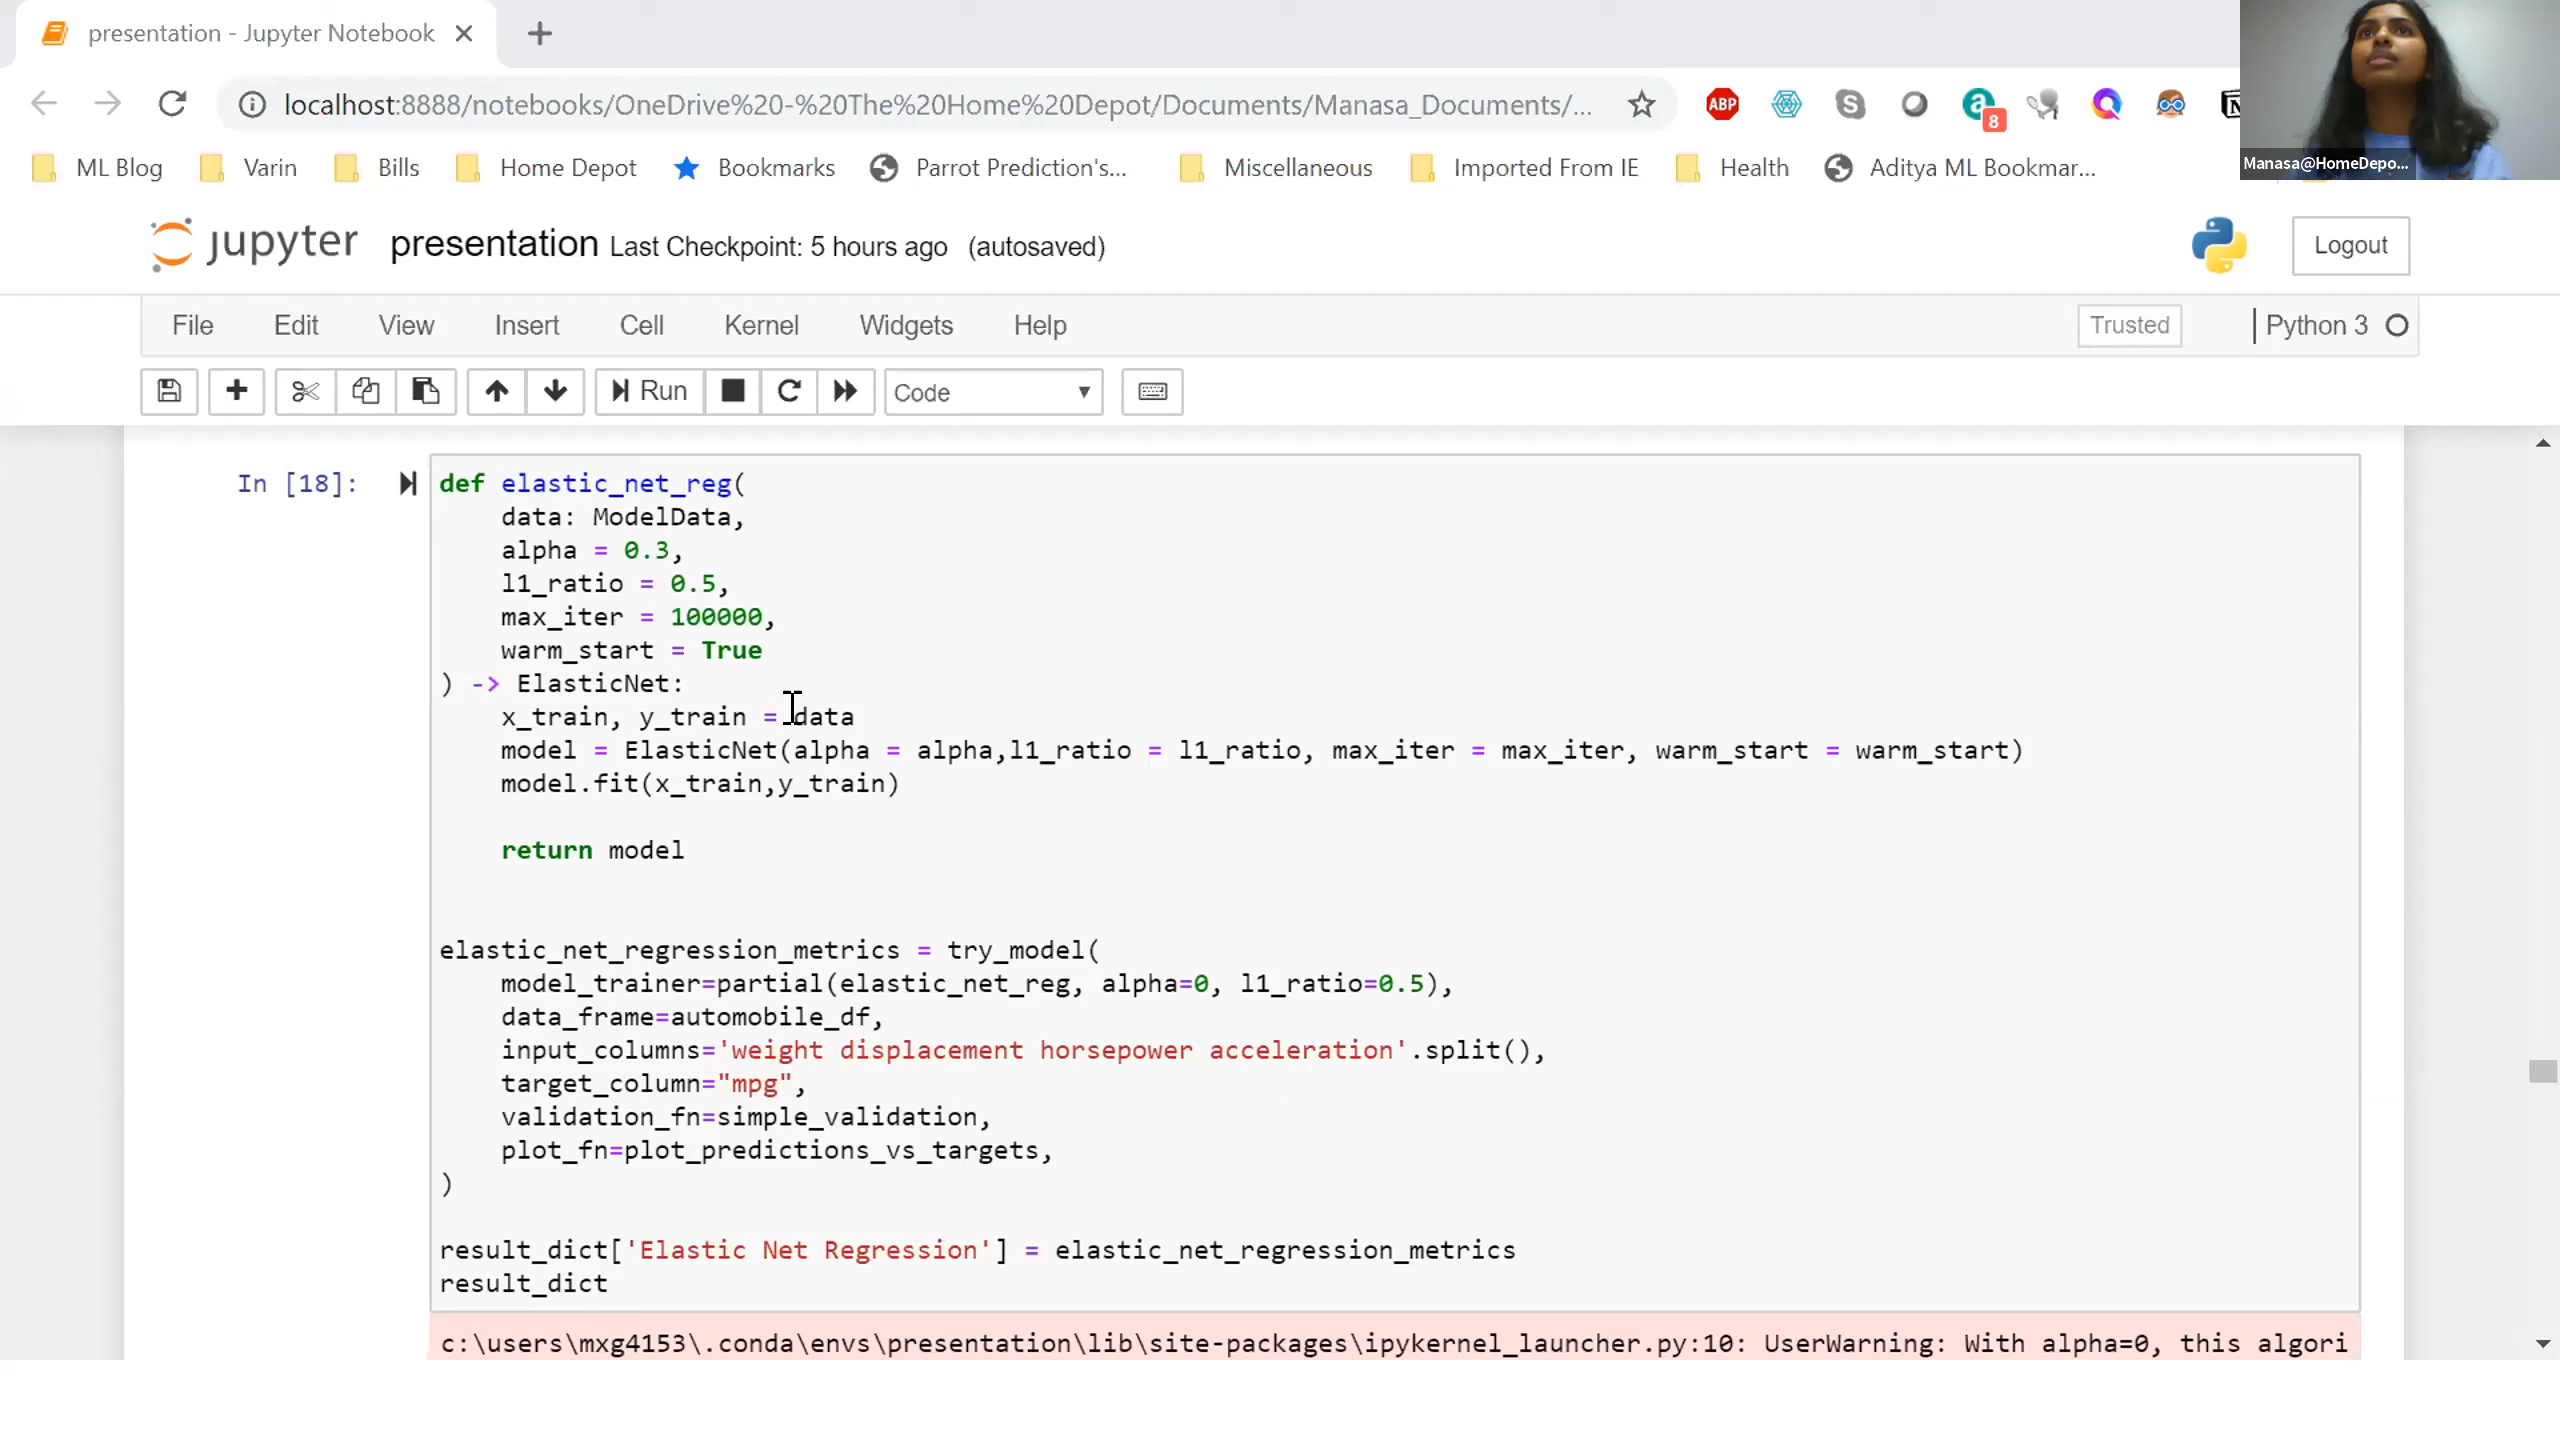 presentation - Jupyter Notebook
localhost:8888/notebooks/OneDrive%20-%20The%20Home%20Depot/Documents/Manasa_Documents/...
ABP
8
Manasa@HomeDepo...
ML Blog Varin Bills Home Depot Bookmarks Parrot Prediction's... Miscellaneous Imported From IE Health Aditya ML Bookmar...
jupyter presentation Last Checkpoint: 5 hours ago (autosaved)
Logout
File Edit View Insert Cell Kernel Widgets Help
Trusted
Python 3
Run
Code
In [18]:
def elastic_net_reg(
    data: ModelData,
    alpha = 0.3,
    l1_ratio = 0.5,
    max_iter = 100000,
    warm_start = True
) -> ElasticNet:
    x_train, y_train = data
    model = ElasticNet(alpha = alpha,l1_ratio = l1_ratio, max_iter = max_iter, warm_start = warm_start)
    model.fit(x_train,y_train)
    return model
elastic_net_regression_metrics = try_model(
    model_trainer=partial(elastic_net_reg, alpha=0, l1_ratio=0.5),
    data_frame=automobile_df,
    input_columns='weight displacement horsepower acceleration'.split(),
    target_column="mpg",
    validation_fn=simple_validation,
    plot_fn=plot_predictions_vs_targets,
)
result_dict['Elastic Net Regression'] = elastic_net_regression_metrics
result_dict
c:\users\mxg4153\.conda\envs\presentation\lib\site-packages\ipykernel_launcher.py:10: UserWarning: With alpha=0, this algori